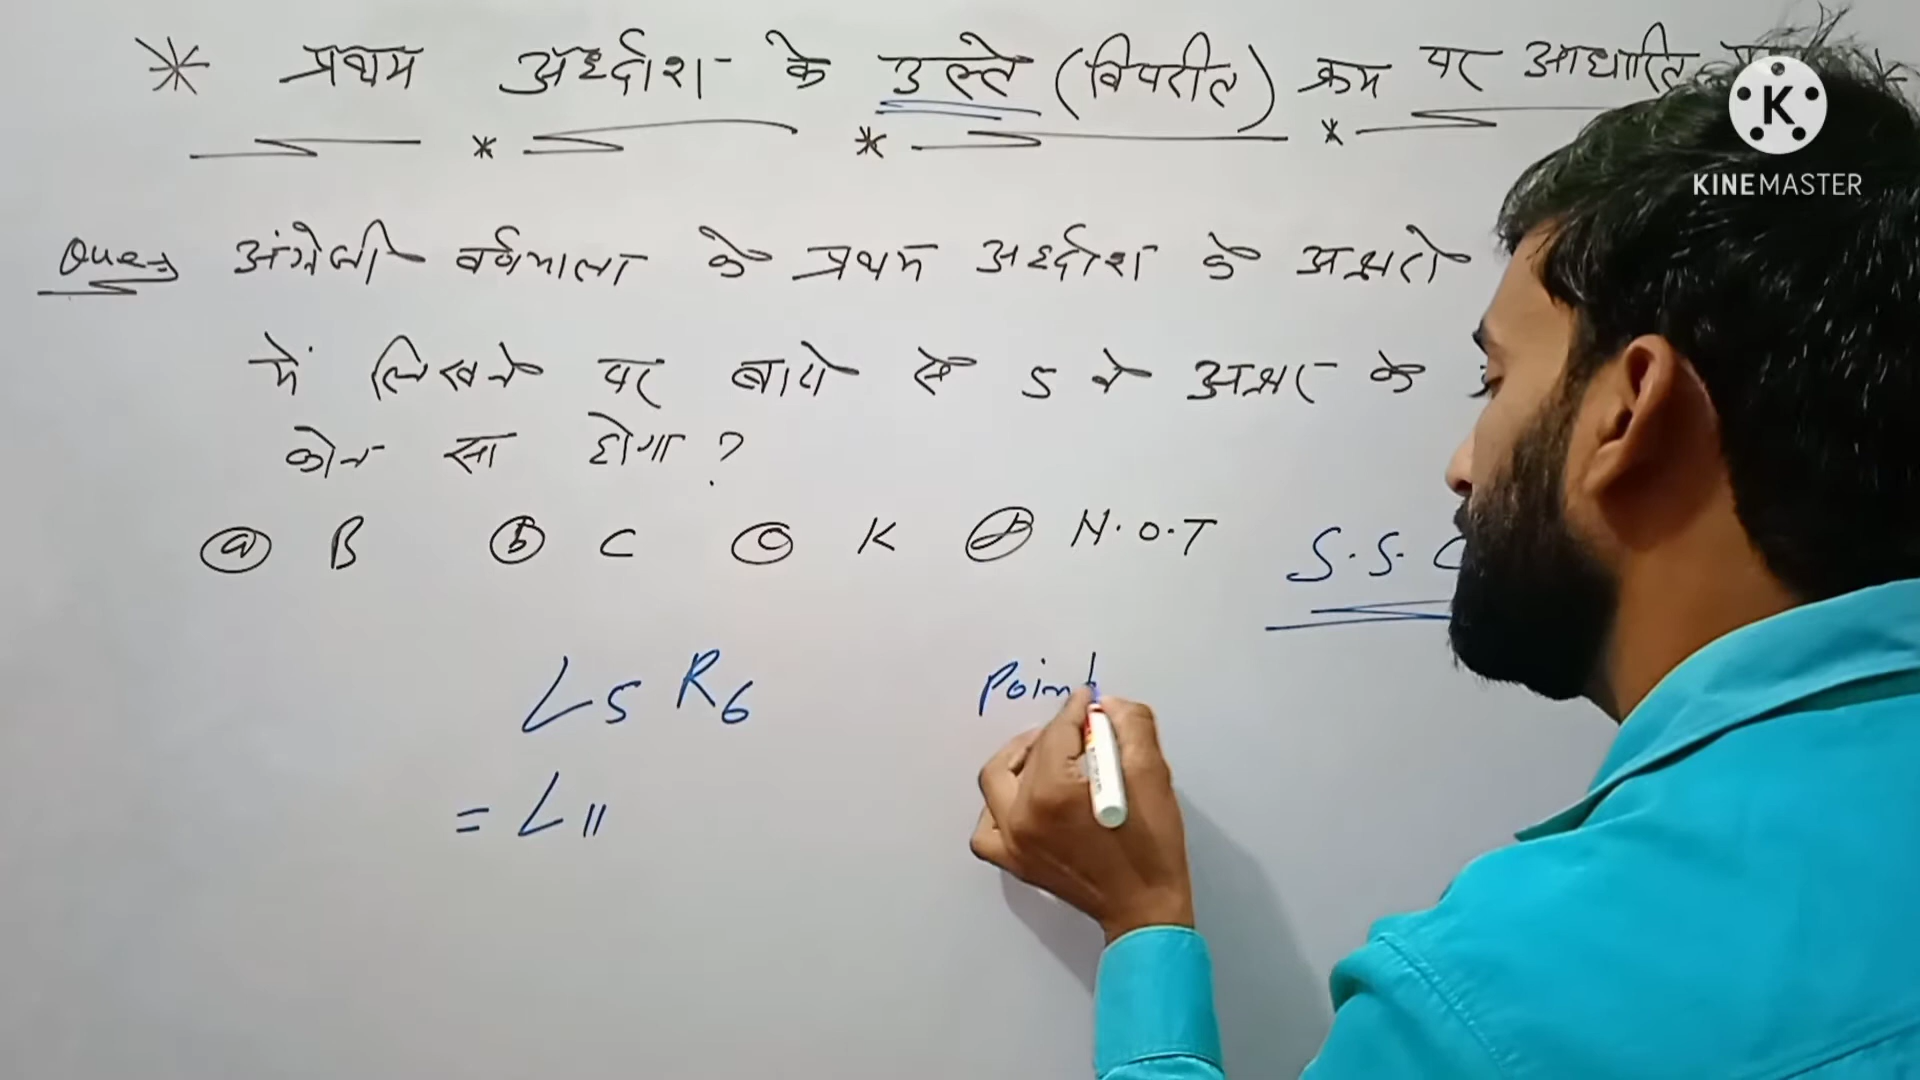 * प्रथम अर्ध्दांश के उल्टे (विपरीत) क्रम पर आधारित
Que→ अंग्रेजी वर्णमाला के प्रथम अर्ध्दांश के अक्षरो
में लिखने पर बायें से 5 वे अक्षर के
कोन सा होगा ?
(a) B (b) C (c) K (d) N.O.T
S.S.C
L5 R6
Point
= L11
K
KINEMASTER